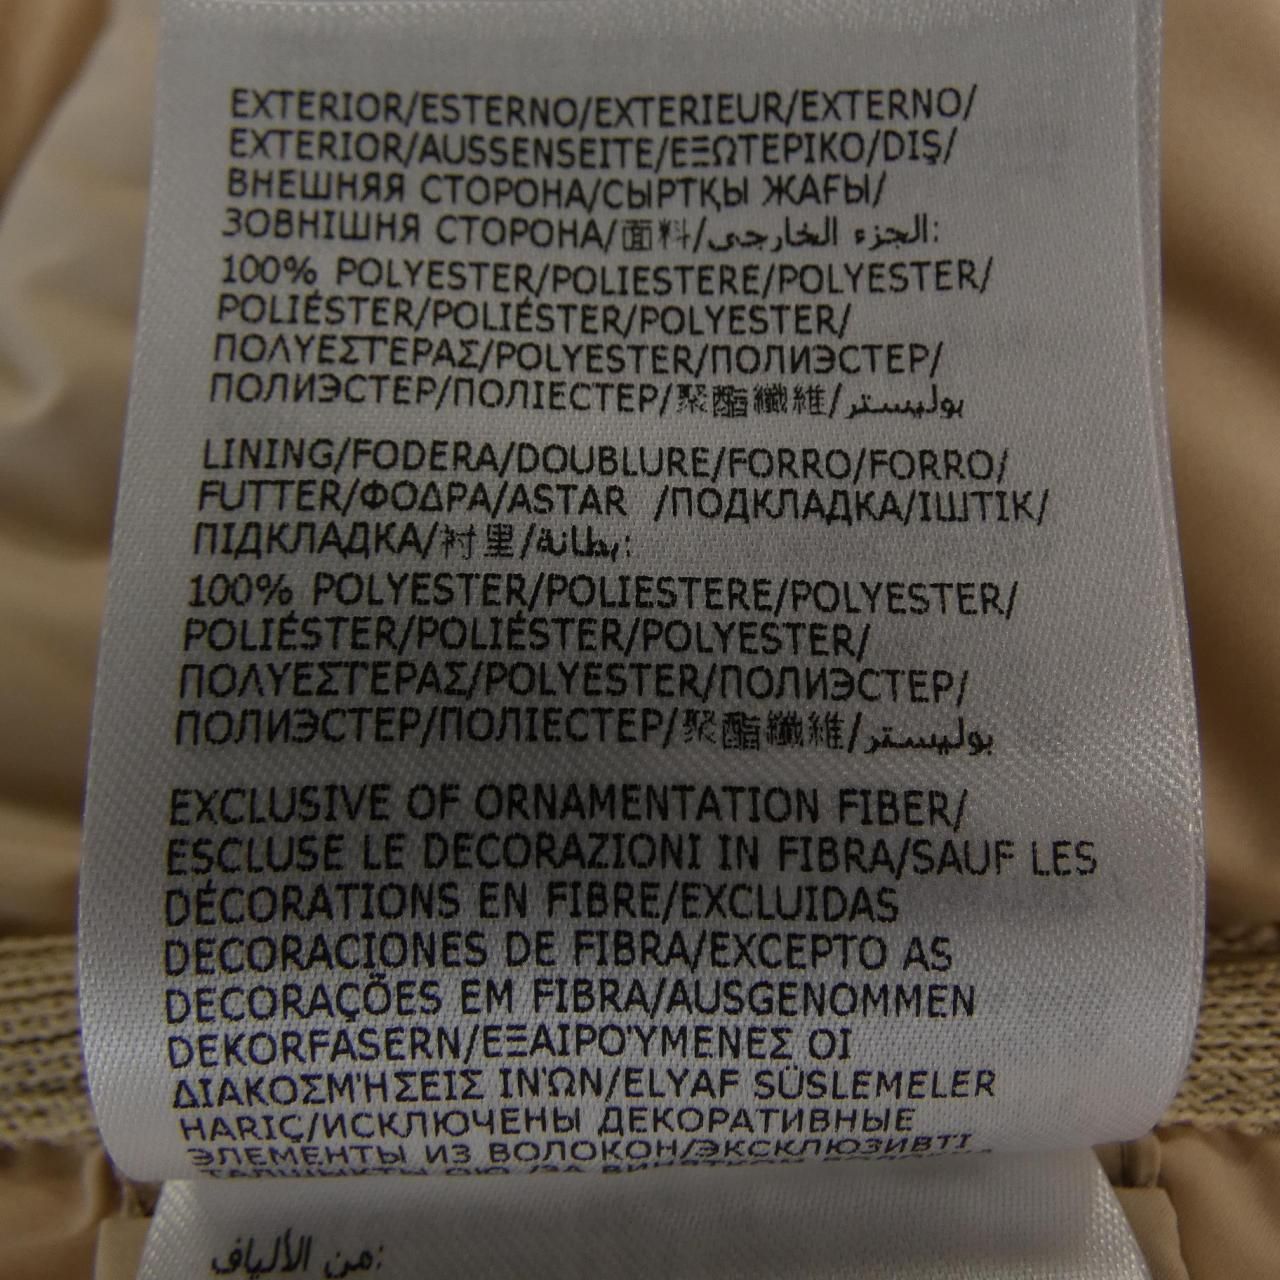 EXTERIOR/ESTERNO/EXTERIEUR/EXTERNO/
EXTERIOR/AUSSENSEITE/ΕΞΩΤΕΡΙΚΟ/DIŞ/
ВНЕШНЯЯ СТОРОНА/СЫРТҚЫ ЖАҒЫ/
ЗОВНІШНЯ СТОРОНА/面料/الجزء الخارجى:
100% POLYESTER/POLIESTERE/POLYESTER/
POLIÉSTER/POLIÉSTER/POLYESTER/
ΠΟΛΥΕΣΤΕΡΑΣ/POLYESTER/ПОЛИЭСТЕР/
ПОЛИЭСТЕР/ПОЛІЕСТЕР/聚酯纖維/بوليستر
LINING/FODERA/DOUBLURE/FORRO/FORRO/
FUTTER/ΦΟΔΡΑ/ASTAR /ПОДКЛАДКА/ІШТІК/
ПІДКЛАДКА/衬里/بطانة:
100% POLYESTER/POLIESTERE/POLYESTER/
POLIÉSTER/POLIÉSTER/POLYESTER/
ΠΟΛΥΕΣΤΕΡΑΣ/POLYESTER/ПОЛИЭСТЕР/
ПОЛИЭСТЕР/ПОЛІЕСТЕР/聚酯纖維/بوليستر
EXCLUSIVE OF ORNAMENTATION FIBER/
ESCLUSE LE DECORAZIONI IN FIBRA/SAUF LES
DÉCORATIONS EN FIBRE/EXCLUIDAS
DECORACIONES DE FIBRA/EXCEPTO AS
DECORAÇÕES EM FIBRA/AUSGENOMMEN
DEKORFASERN/ΕΞΑΙΡΟΎΜΕΝΕΣ ΟΙ
ΔΙΑΚΟΣΜΉΣΕΙΣ ΙΝΏΝ/ELYAF SÜSLEMELER
HARIÇ/ИСКЛЮЧЕНЫ ДЕКОРАТИВНЫЕ
ЭЛЕМЕНТЫ ИЗ ВОЛОКОН/ЭКСКЛЮЗИВТІ
من الألياف: